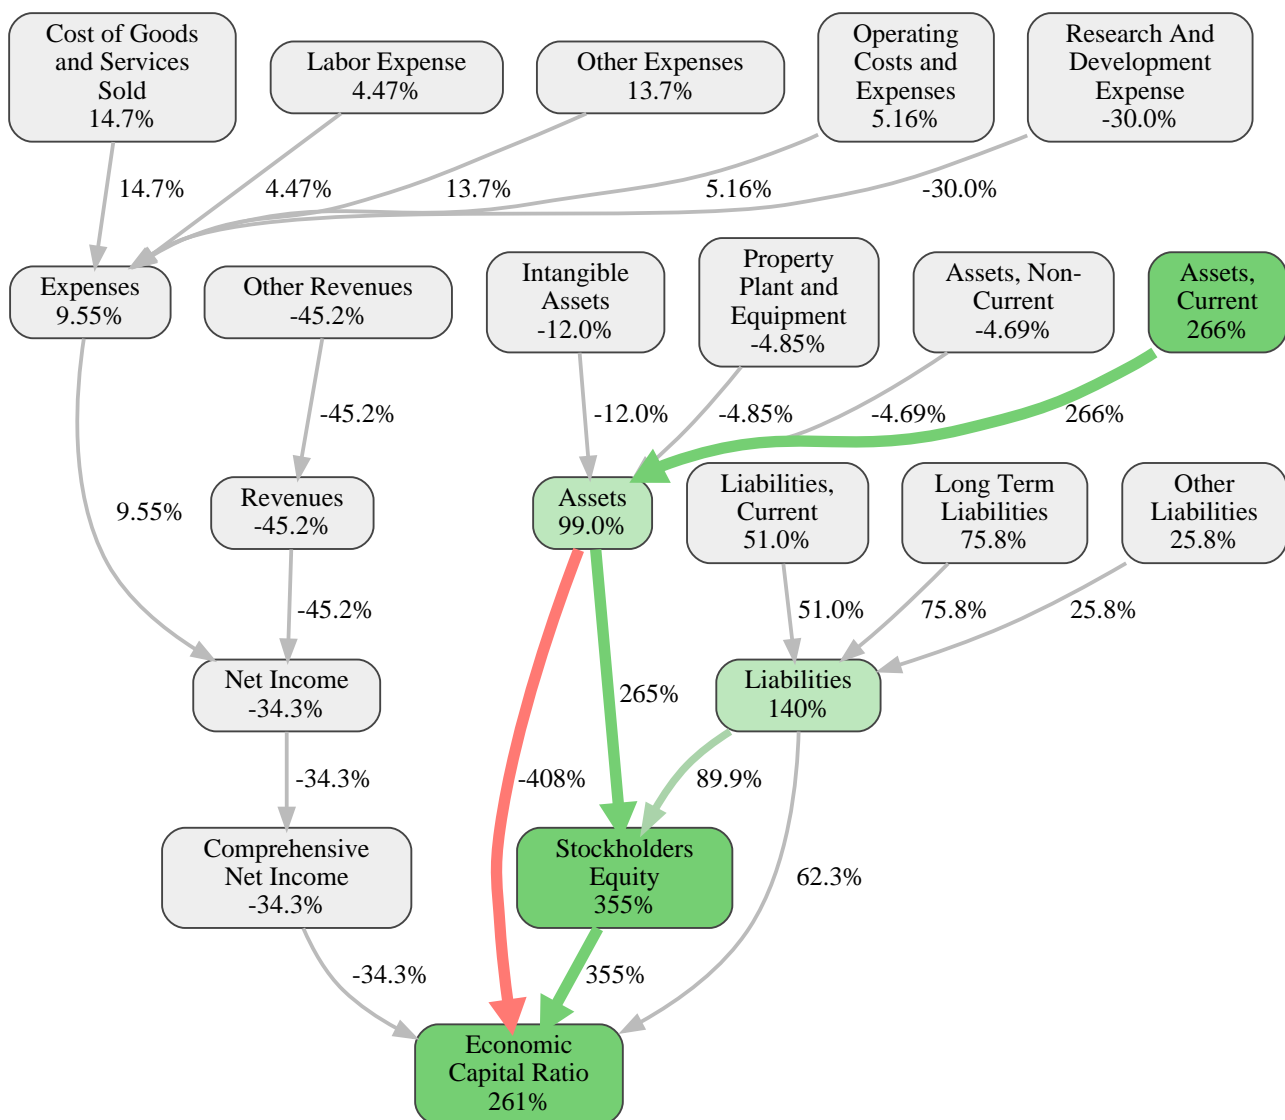 Cost of Goods
and Services
Sold
14.7%
Labor Expense
4.47%
Other Expenses
13.7%
Operating
Costs and
Expenses
5.16%
Research And
Development
Expense
-30.0%
14.7%
4.47%
13.7%
5.16%
-30.0%
Expenses
9.55%
Other Revenues
-45.2%
Intangible
Assets
-12.0%
Property
Plant and
Equipment
-4.85%
Assets, Non-
Current
-4.69%
Assets,
Current
266%
-45.2%
-12.0%
-4.85%
-4.69%
266%
9.55%
Revenues
-45.2%
Assets
99.0%
Liabilities,
Current
51.0%
Long Term
Liabilities
75.8%
Other
Liabilities
25.8%
-45.2%
51.0%
75.8%
25.8%
Net Income
-34.3%
265%
Liabilities
140%
-34.3%
-408%
89.9%
Comprehensive
Net Income
-34.3%
Stockholders
Equity
355%
62.3%
-34.3%
355%
Economic
Capital Ratio
261%